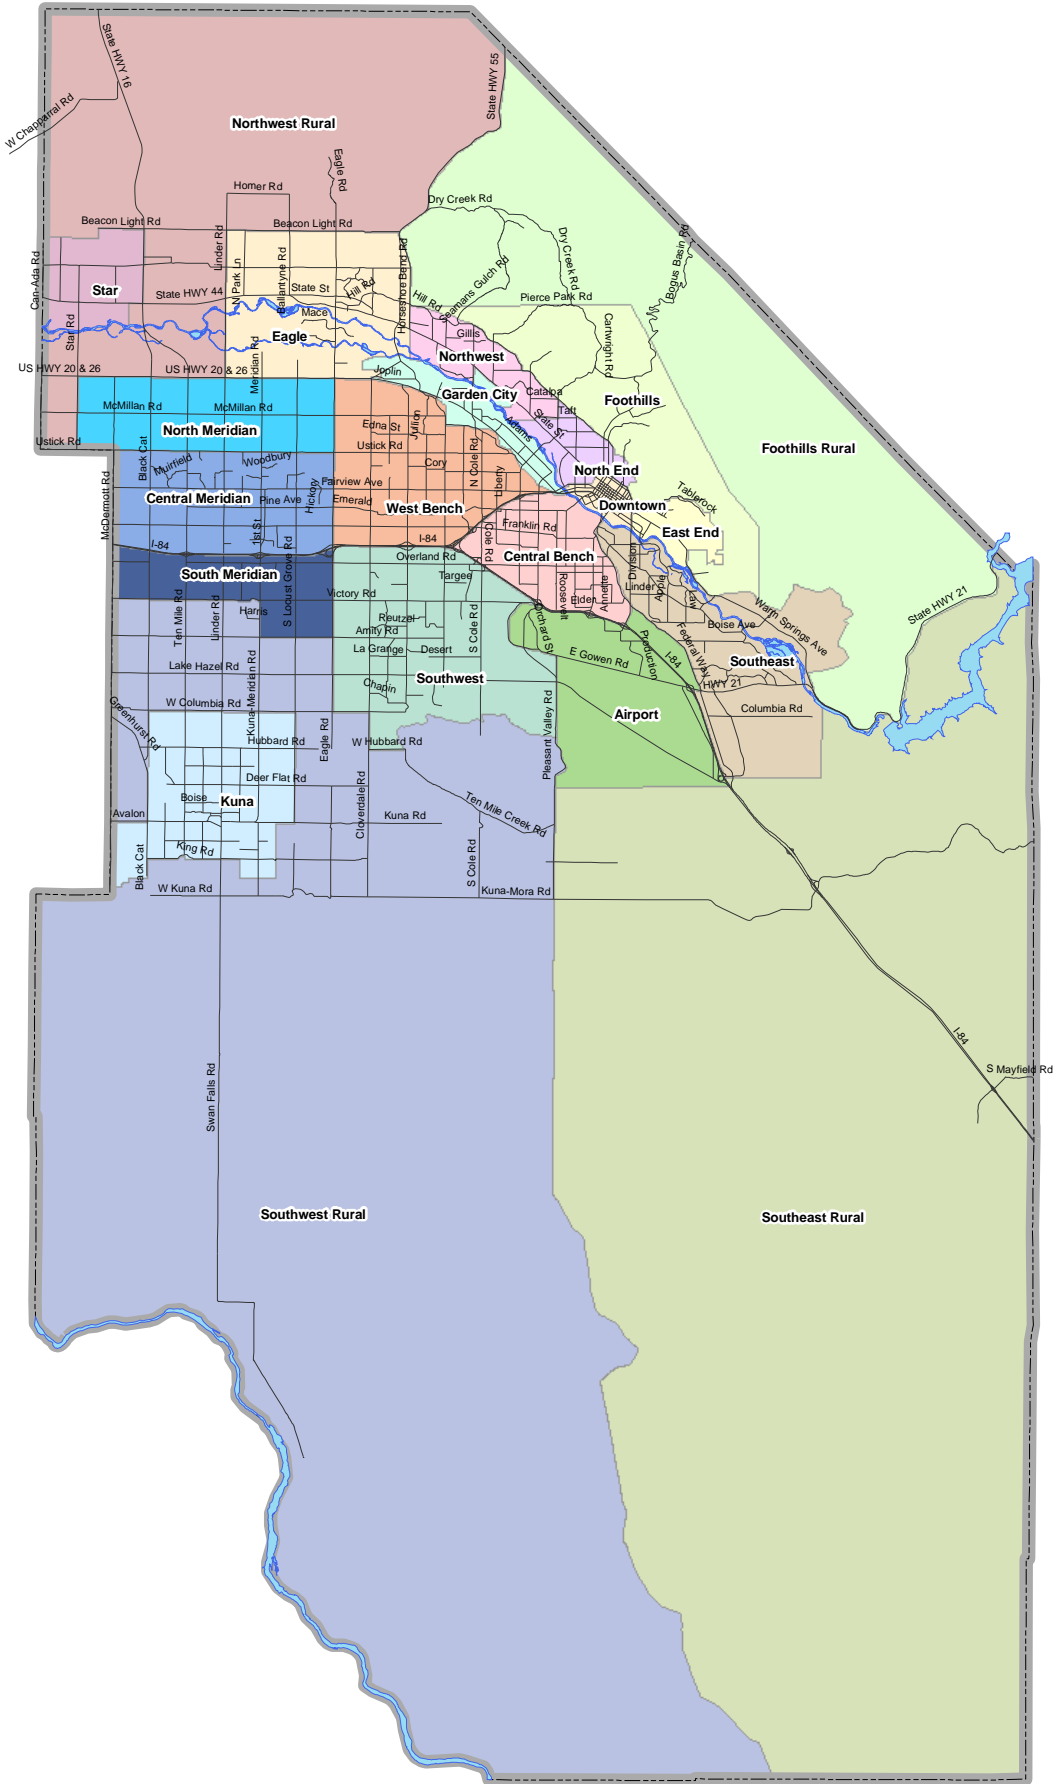 State HWY 16
State HWY 55
W Chapparral Rd
Northwest Rural
Eagle Rd
Homer Rd
Dry Creek Rd
Beacon Light Rd
Beacon Light Rd
Linder Rd
Can-Ada Rd
N Park Ln
Ballantyne Rd
Horseshoe Bend Rd
Dry Creek Rd
Bogus Basin Rd
Seamans Gulch Rd
Star
State HWY 44
State St
Hill Rd
Hill Rd
Pierce Park Rd
Mace
Star Rd
Eagle
Gillis
Cartwright Rd
Northwest
Meridian Rd
US HWY 20 & 26
US HWY 20 & 26
Joplin
Garden City
Catalpa
Foothills
McMillan Rd
McMillan Rd
Taft
State St
Adams
Jullion
Edna St
North Meridian
Ustick Rd
Ustick Rd
Foothills Rural
Black Cat
Muirfield
Woodbury
Cory
N Cole Rd
Liberty
North End
Fairview Ave
Hickory
Central Meridian
Pine Ave
Emerald
West Bench
Downtown
Tablerock
McDermott Rd
1st St
Franklin Rd
East End
I-84
I-84
Cole Rd
Central Bench
S Locust Grove Rd
Overland Rd
Division
South Meridian
Targee
Roosevelt
Annette
Linder
Apple
Law
State HWY 21
Victory Rd
Elder
Warm Springs Ave
Ten Mile Rd
Linder Rd
Harris
Reutzel
S Cole Rd
Orchard St
Boise Ave
Amity Rd
Production
Federal Way
La Grange
Desert
E Gowen Rd
I-84
Southeast
Lake Hazel Rd
Kuna-Meridian Rd
Southwest
Chapin
HWY 21
W Columbia Rd
Greenhurst Rd
Pleasant Valley Rd
Airport
Columbia Rd
Eagle Rd
Hubbard Rd
W Hubbard Rd
Deer Flat Rd
Cloverdale Rd
Boise
Kuna
Ten Mile Creek Rd
Avalon
Kuna Rd
King Rd
Black Cat
S Cole Rd
W Kuna Rd
Kuna-Mora Rd
I-84
S Mayfield Rd
Swan Falls Rd
Southwest Rural
Southeast Rural